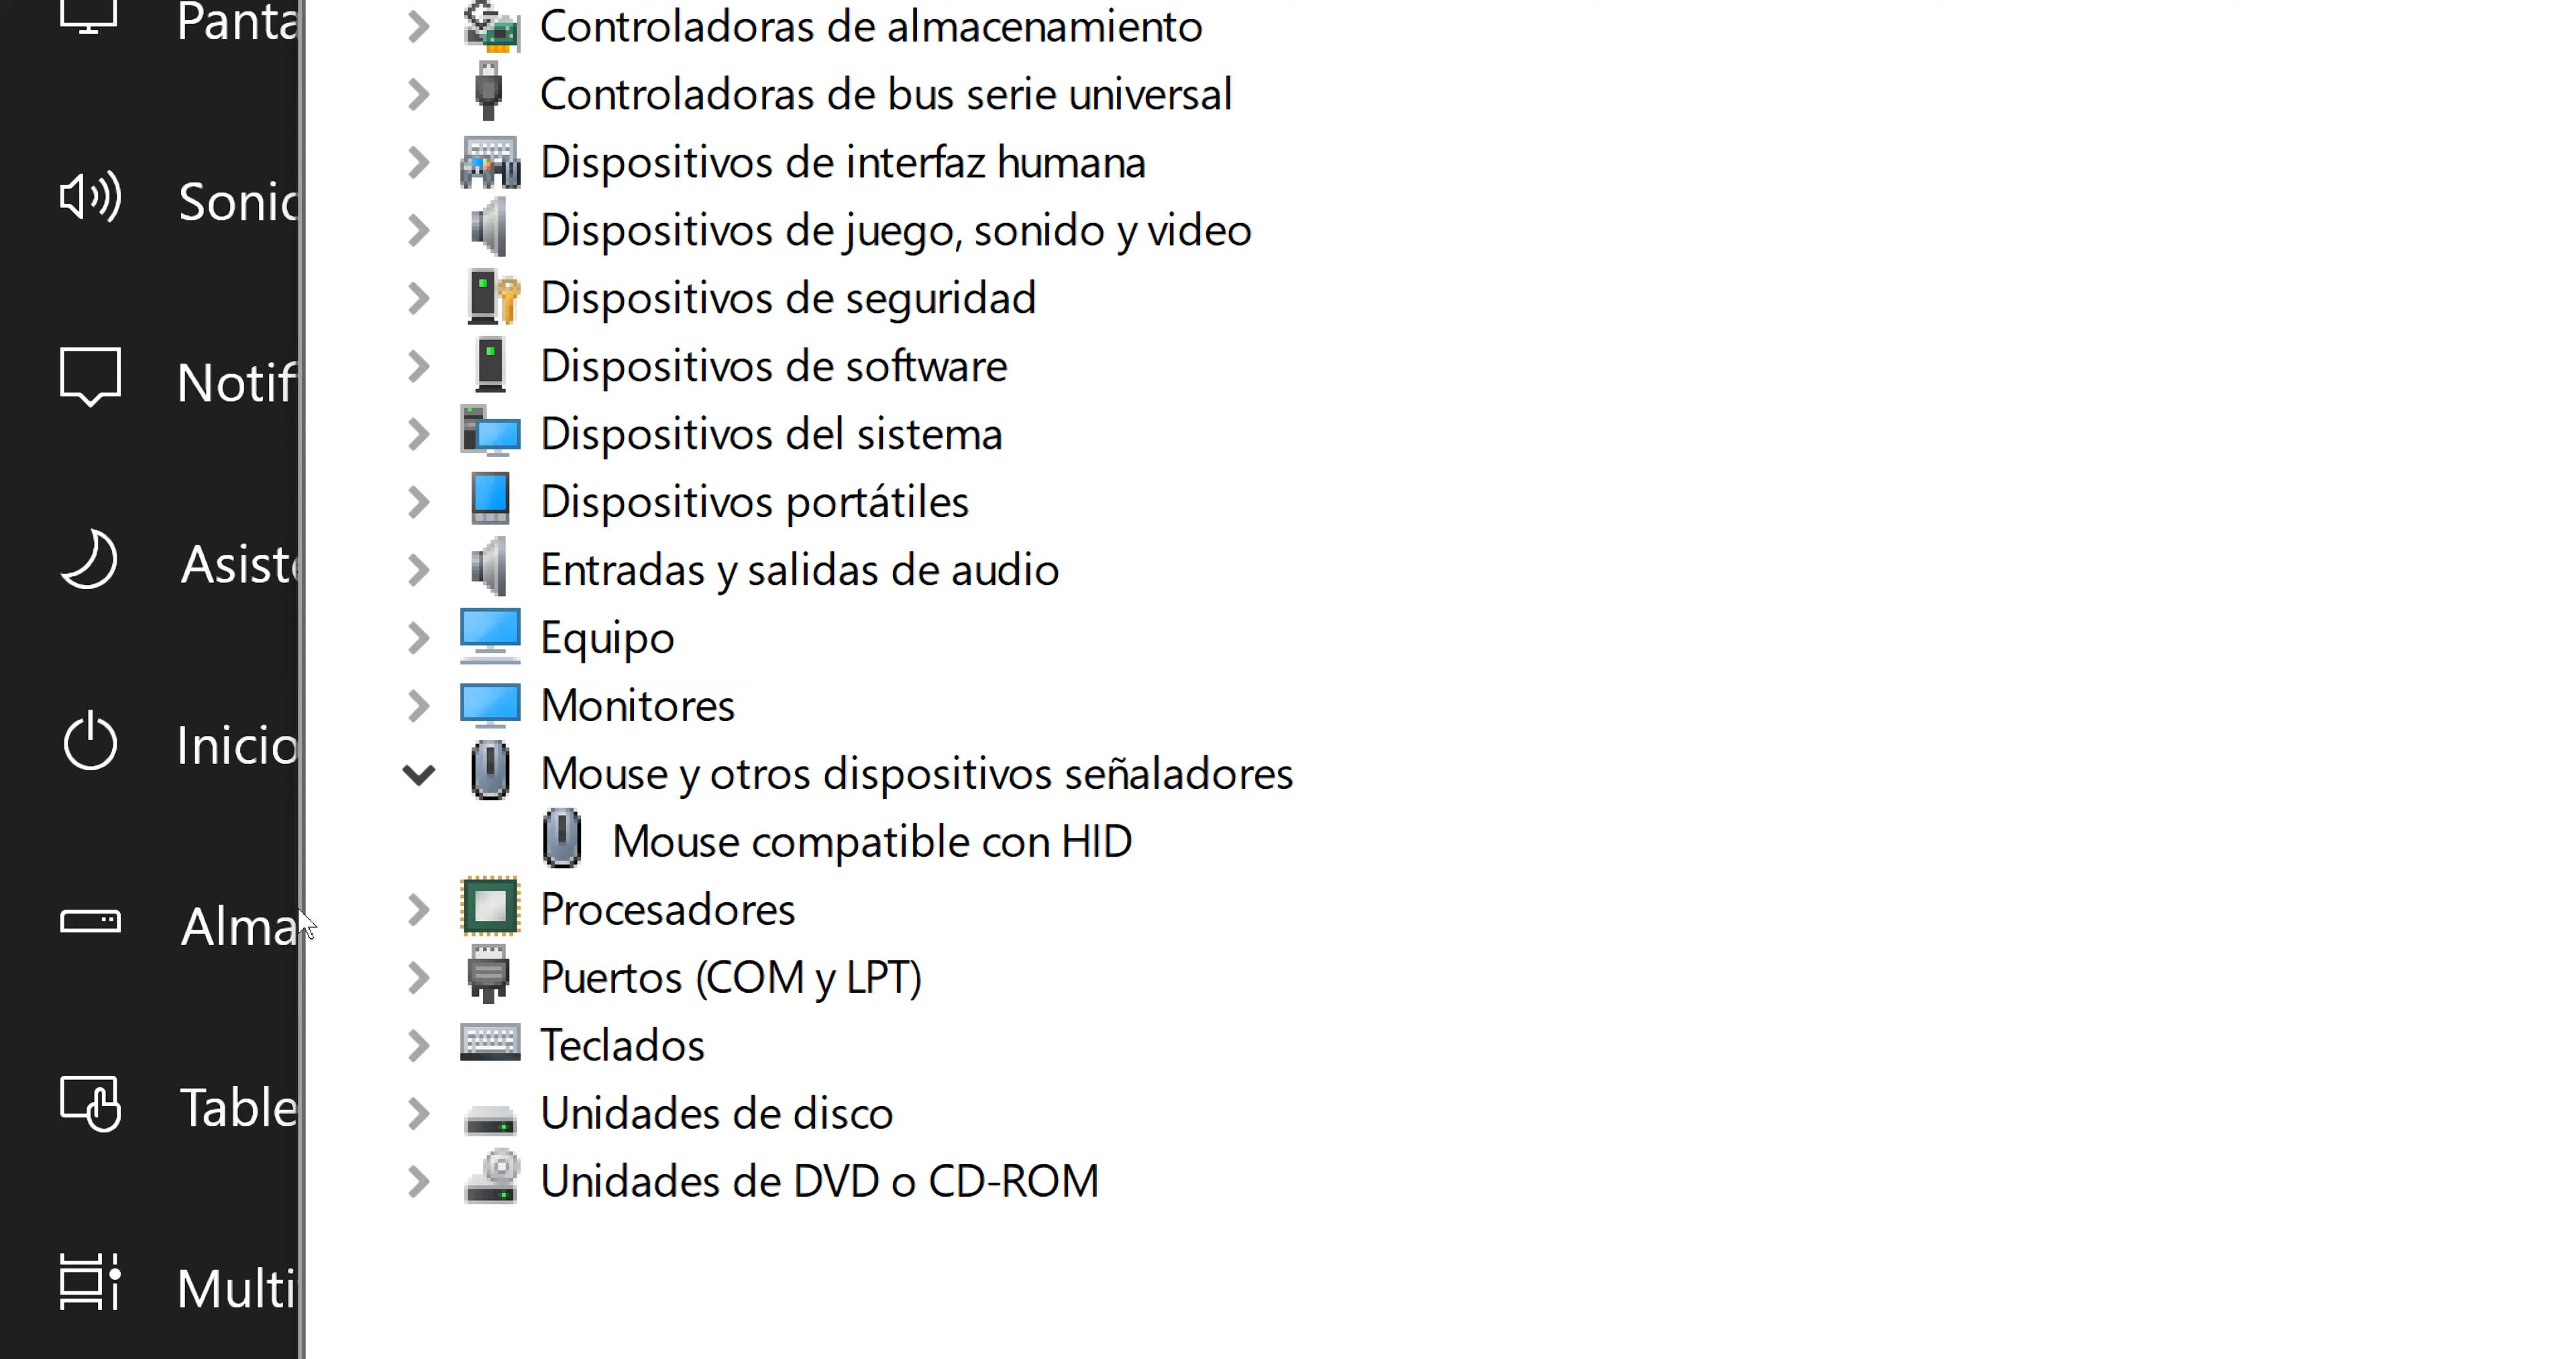 Panta
Sonid
Notif
Asiste
Inicio
Alma
Table
Multi
Controladoras de almacenamiento
Controladoras de bus serie universal
Dispositivos de interfaz humana
Dispositivos de juego, sonido y video
Dispositivos de seguridad
Dispositivos de software
Dispositivos del sistema
Dispositivos portátiles
Entradas y salidas de audio
Equipo
Monitores
Mouse y otros dispositivos señaladores
Mouse compatible con HID
Procesadores
Puertos (COM y LPT)
Teclados
Unidades de disco
Unidades de DVD o CD-ROM